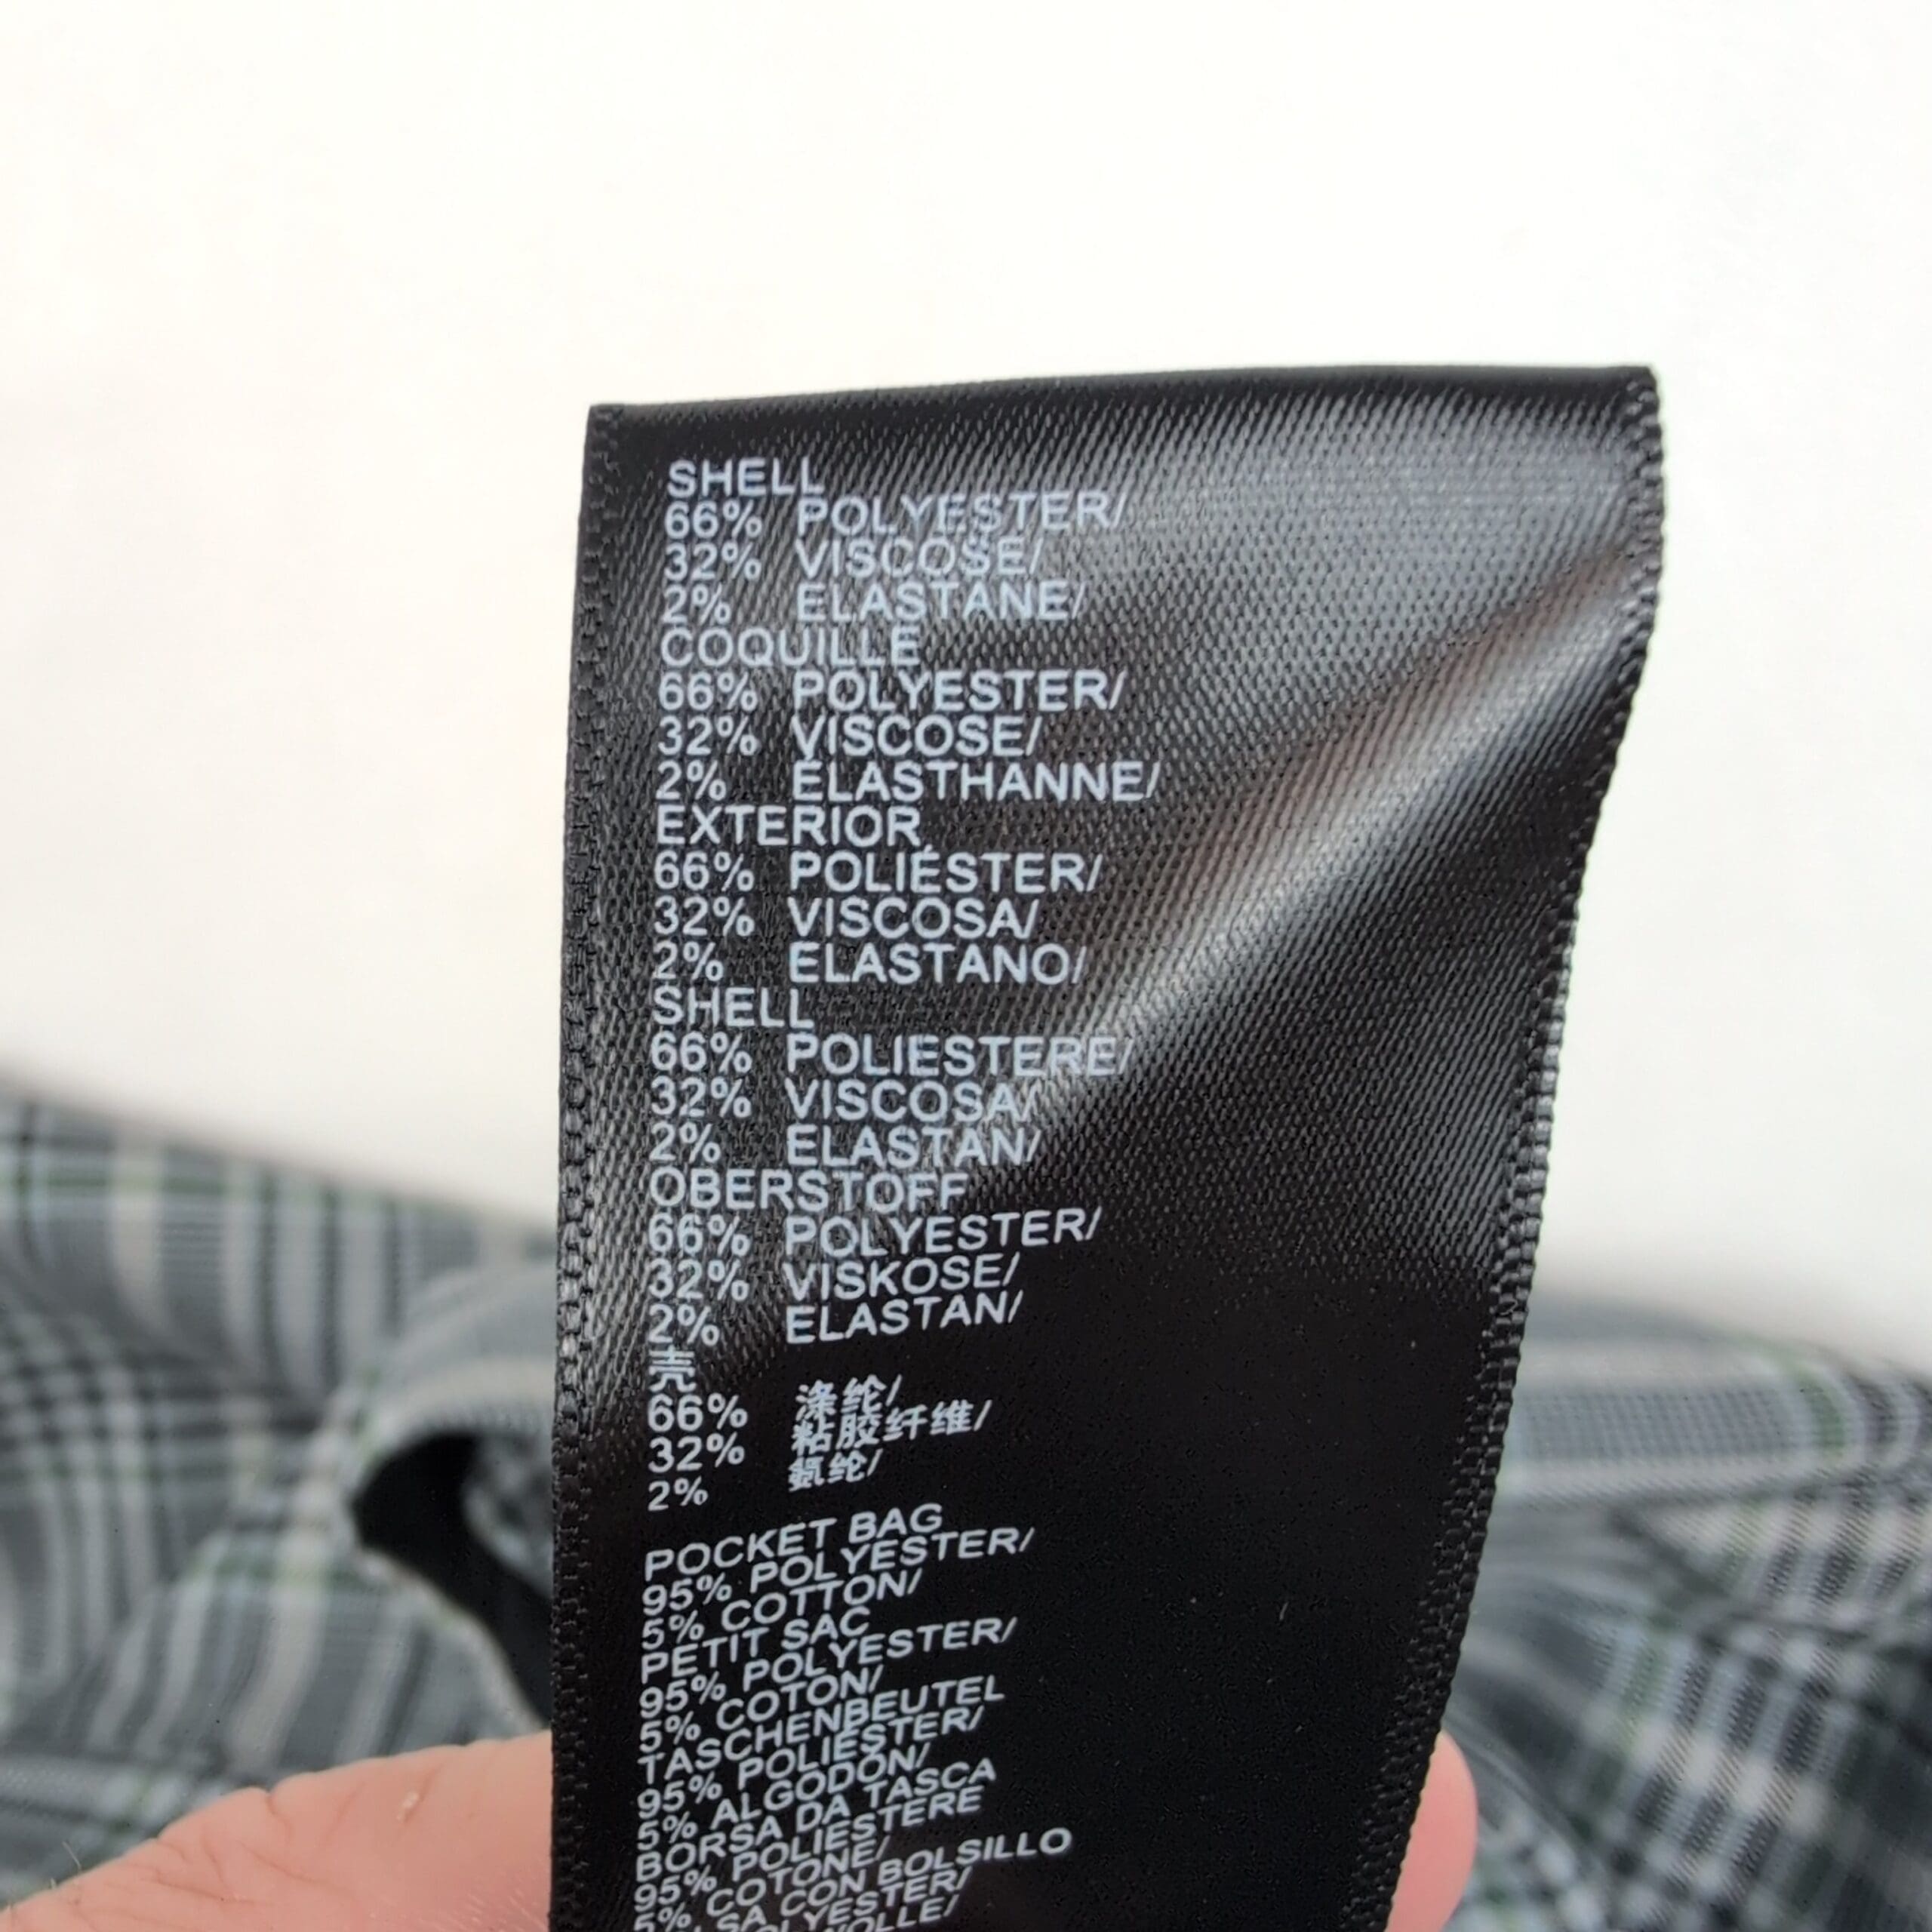 SHELL
66% POLYESTER/
32% VISCOSE/
2% ELASTANE/
COQUILLE
66% POLYESTER/
32% VISCOSE/
2% ÉLASTHANNE/
EXTERIOR
66% POLIÉSTER/
32% VISCOSA/
2% ELASTANO/
SHELL
66% POLIESTERE/
32% VISCOSA/
2% ELASTAN/
OBERSTOFF
66% POLYESTER/
32% VISKOSE/
2% ELASTAN/
壳
66% 涤纶/
32% 粘胶纤维/
2% 氨纶/
POCKET BAG
95% POLYESTER/
5% COTTON/
PETIT SAC
95% POLYESTER/
5% COTON/
TASCHENBEUTEL
95% POLIÉSTER/
5% ALGODÓN/
BORSA DA TASCA
95% POLIESTERE
5% COTONE/
CON BOLSILLO